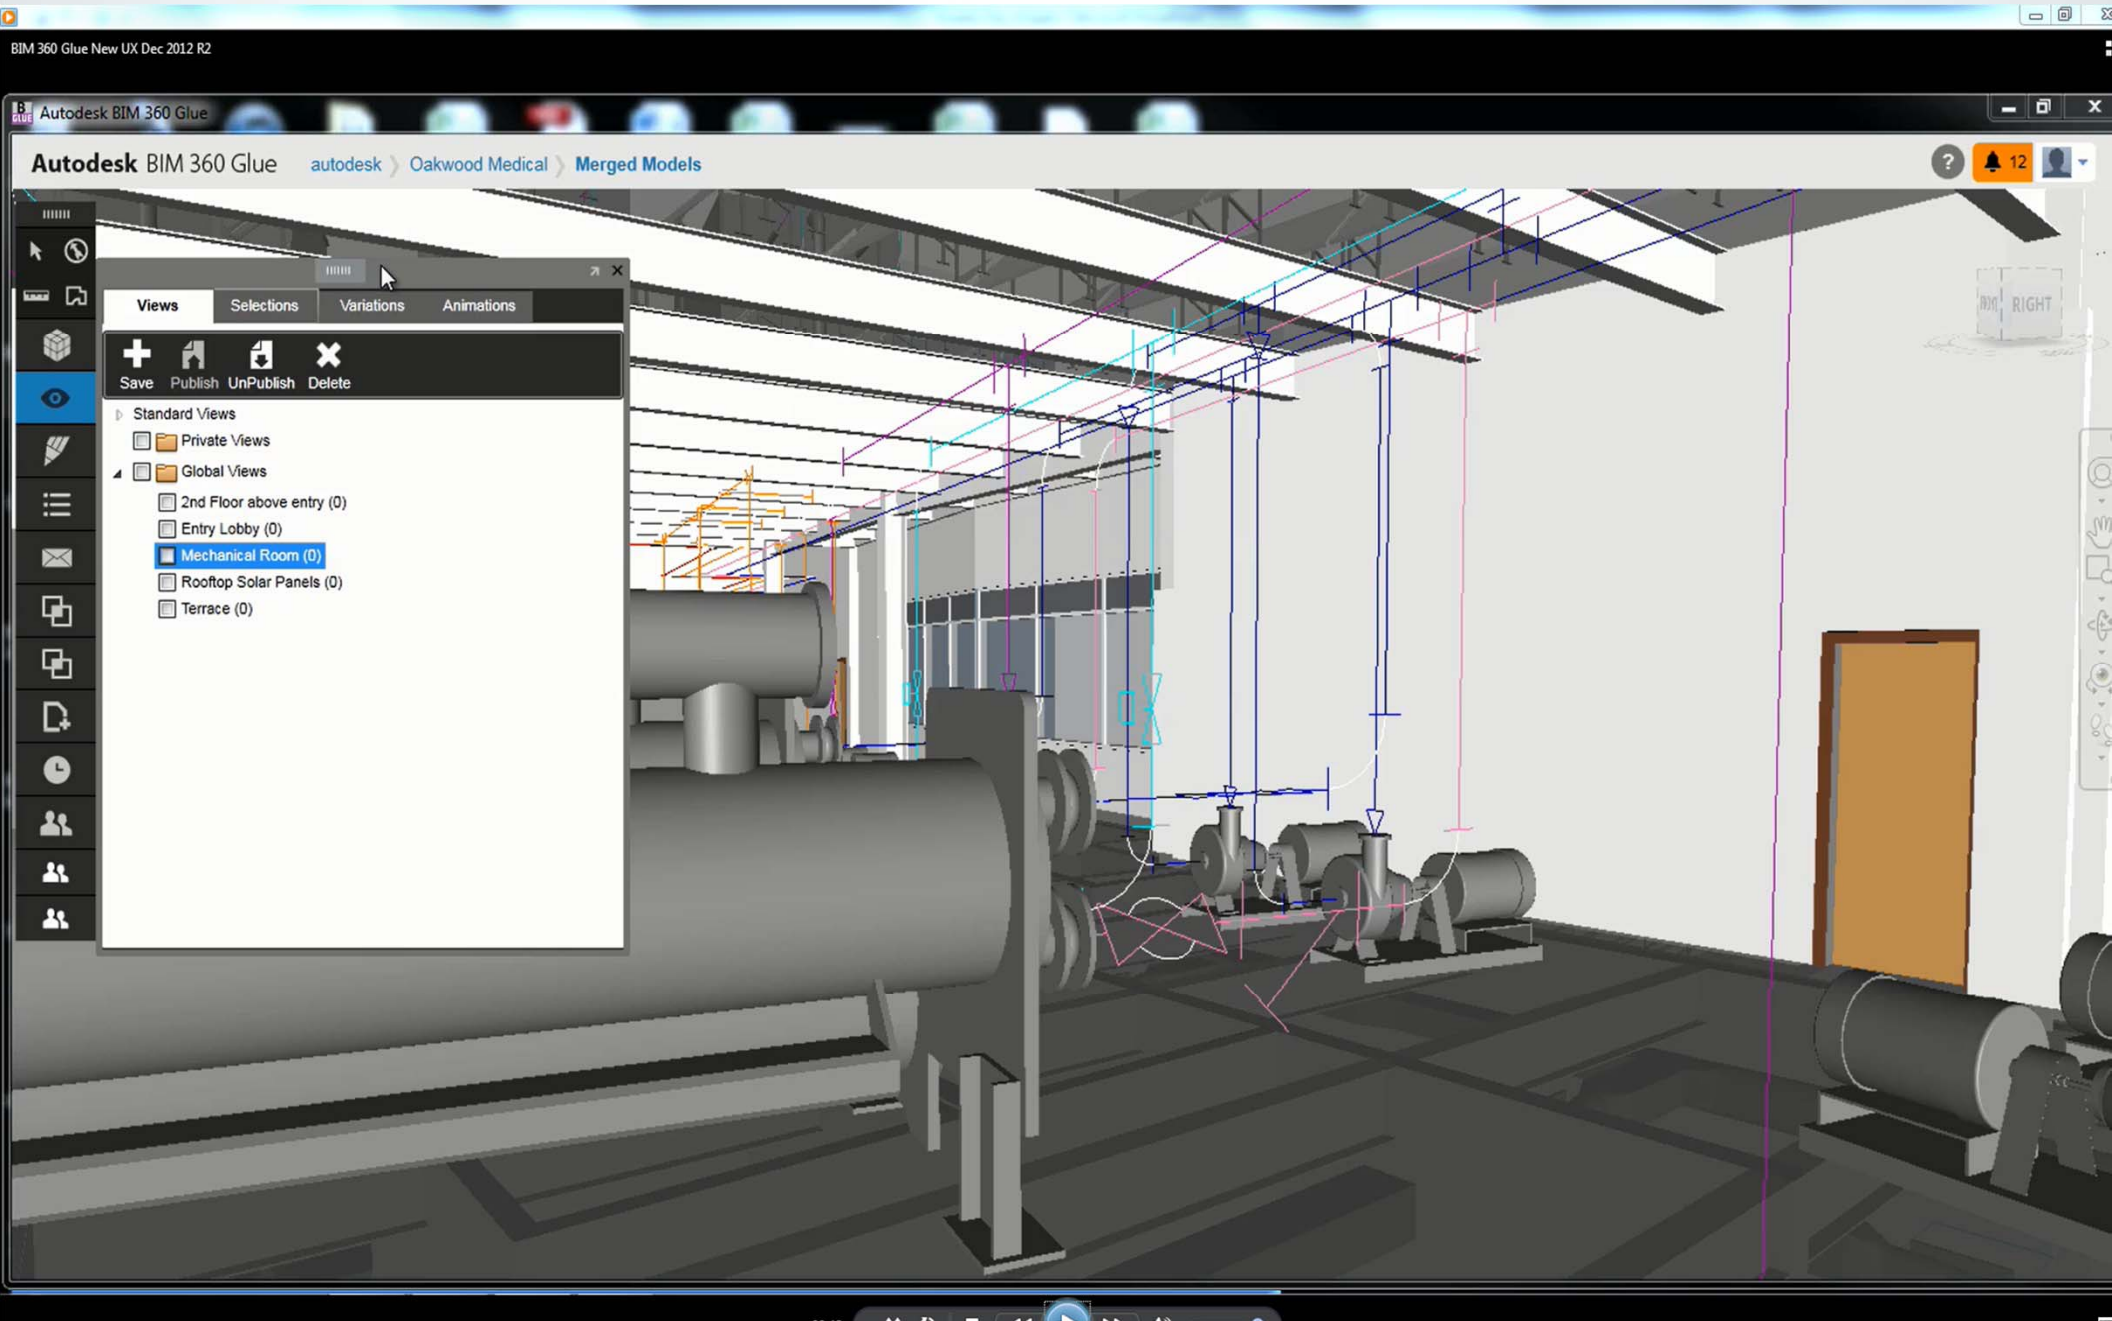 BIM 360 Glue New UX Dec 2012 R2
B
GLUE
Autodesk BIM 360 Glue
Autodesk BIM 360 Glue autodesk Oakwood Medical Merged Models
? 12
Views Selections Variations Animations
Save Publish UnPublish Delete
Standard Views
Private Views
Global Views
2nd Floor above entry (0)
Entry Lobby (0)
Mechanical Room (0)
Rooftop Solar Panels (0)
Terrace (0)
RIGHT